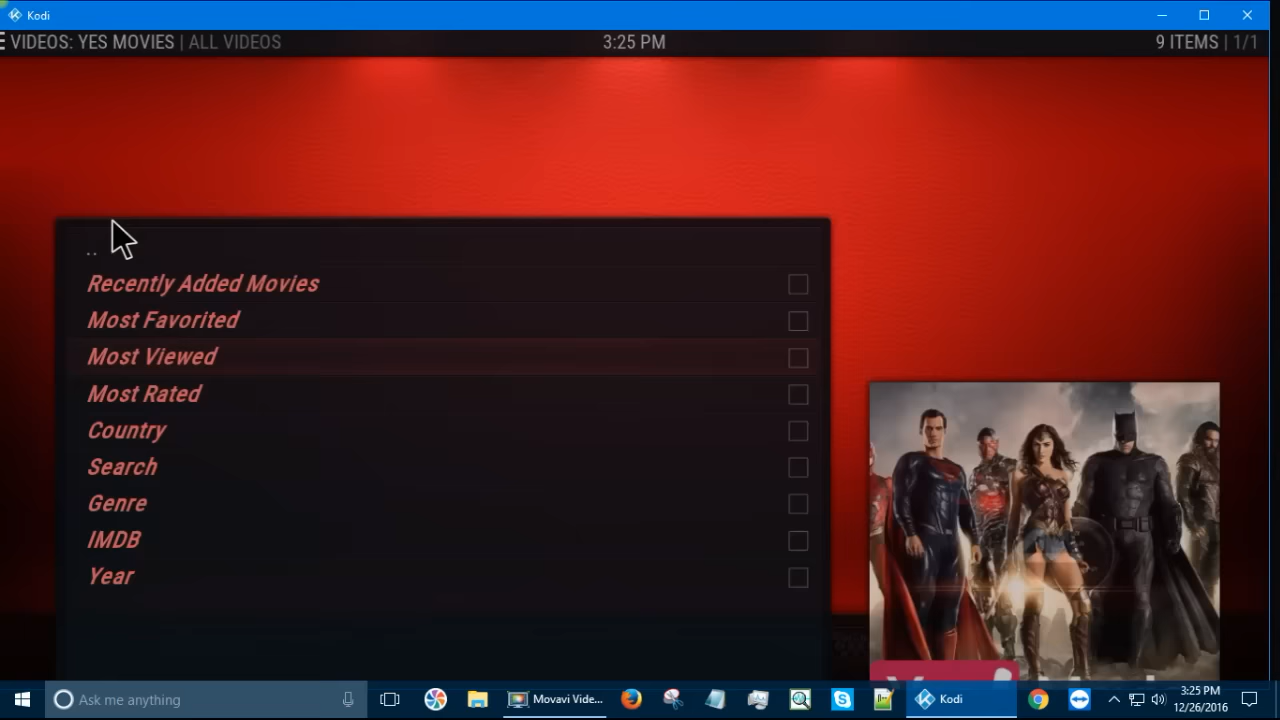 Kodi
VIDEOS: YES MOVIES | ALL VIDEOS
3:25 PM
9 ITEMS | 1/1
..
Recently Added Movies
Most Favorited
Most Viewed
Most Rated
Country
Search
Genre
IMDB
Year
Ask me anything
Movavi Vide...
Kodi
3:25 PM
12/26/2016